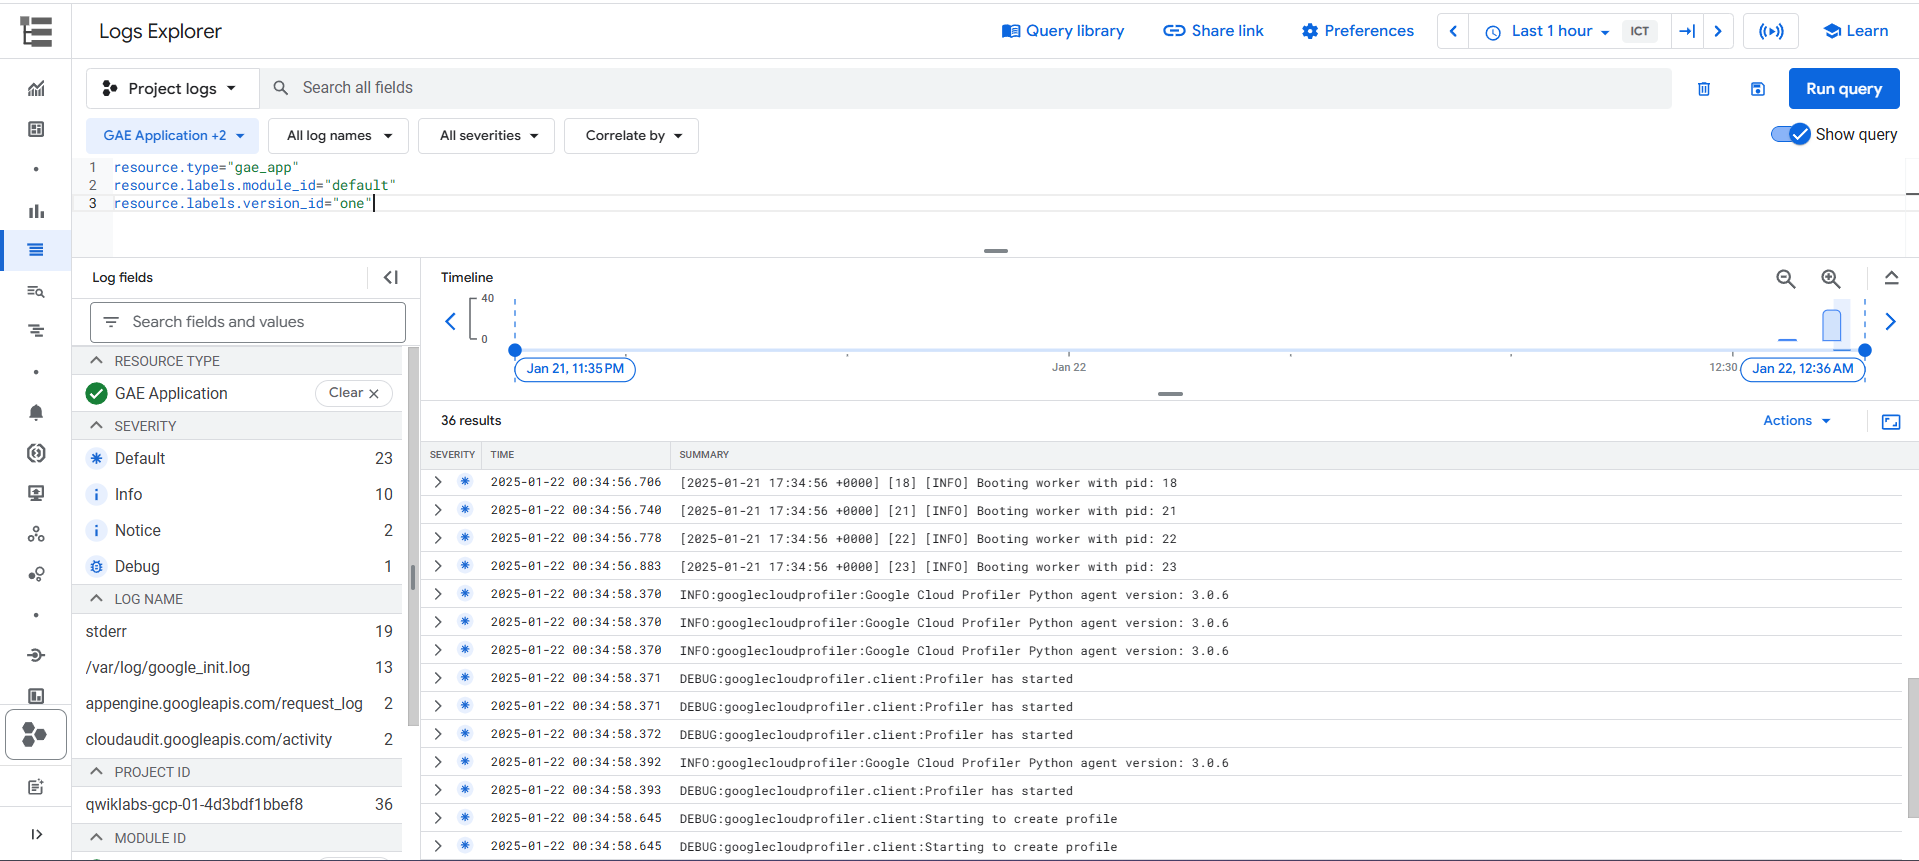 Logs Explorer
Query library
Share link
Preferences
Last 1 hour
ICT
Learn
Project logs
Search all fields
Run query
GAE Application +2
All log names
All severities
Correlate by
Show query
1 resource.type="gae_app"
2 resource.labels.module_id="default"
3 resource.labels.version_id="one"
Log fields
Search fields and values
RESOURCE TYPE
GAE Application
Clear
SEVERITY
Default 23
Info 10
Notice 2
Debug 1
LOG NAME
stderr 19
/var/log/google_init.log 13
appengine.googleapis.com/request_log 2
cloudaudit.googleapis.com/activity 2
PROJECT ID
qwiklabs-gcp-01-4d3bdf1bbef8 36
MODULE ID
Timeline
40
0
Jan 21, 11:35 PM
Jan 22
12:30
Jan 22, 12:36 AM
36 results
Actions
SEVERITY TIME SUMMARY
2025-01-22 00:34:56.706 [2025-01-21 17:34:56 +0000] [18] [INFO] Booting worker with pid: 18
2025-01-22 00:34:56.740 [2025-01-21 17:34:56 +0000] [21] [INFO] Booting worker with pid: 21
2025-01-22 00:34:56.778 [2025-01-21 17:34:56 +0000] [22] [INFO] Booting worker with pid: 22
2025-01-22 00:34:56.883 [2025-01-21 17:34:56 +0000] [23] [INFO] Booting worker with pid: 23
2025-01-22 00:34:58.370 INFO:googlecloudprofiler:Google Cloud Profiler Python agent version: 3.0.6
2025-01-22 00:34:58.370 INFO:googlecloudprofiler:Google Cloud Profiler Python agent version: 3.0.6
2025-01-22 00:34:58.370 INFO:googlecloudprofiler:Google Cloud Profiler Python agent version: 3.0.6
2025-01-22 00:34:58.371 DEBUG:googlecloudprofiler.client:Profiler has started
2025-01-22 00:34:58.371 DEBUG:googlecloudprofiler.client:Profiler has started
2025-01-22 00:34:58.372 DEBUG:googlecloudprofiler.client:Profiler has started
2025-01-22 00:34:58.392 INFO:googlecloudprofiler:Google Cloud Profiler Python agent version: 3.0.6
2025-01-22 00:34:58.393 DEBUG:googlecloudprofiler.client:Profiler has started
2025-01-22 00:34:58.645 DEBUG:googlecloudprofiler.client:Starting to create profile
2025-01-22 00:34:58.645 DEBUG:googlecloudprofiler.client:Starting to create profile